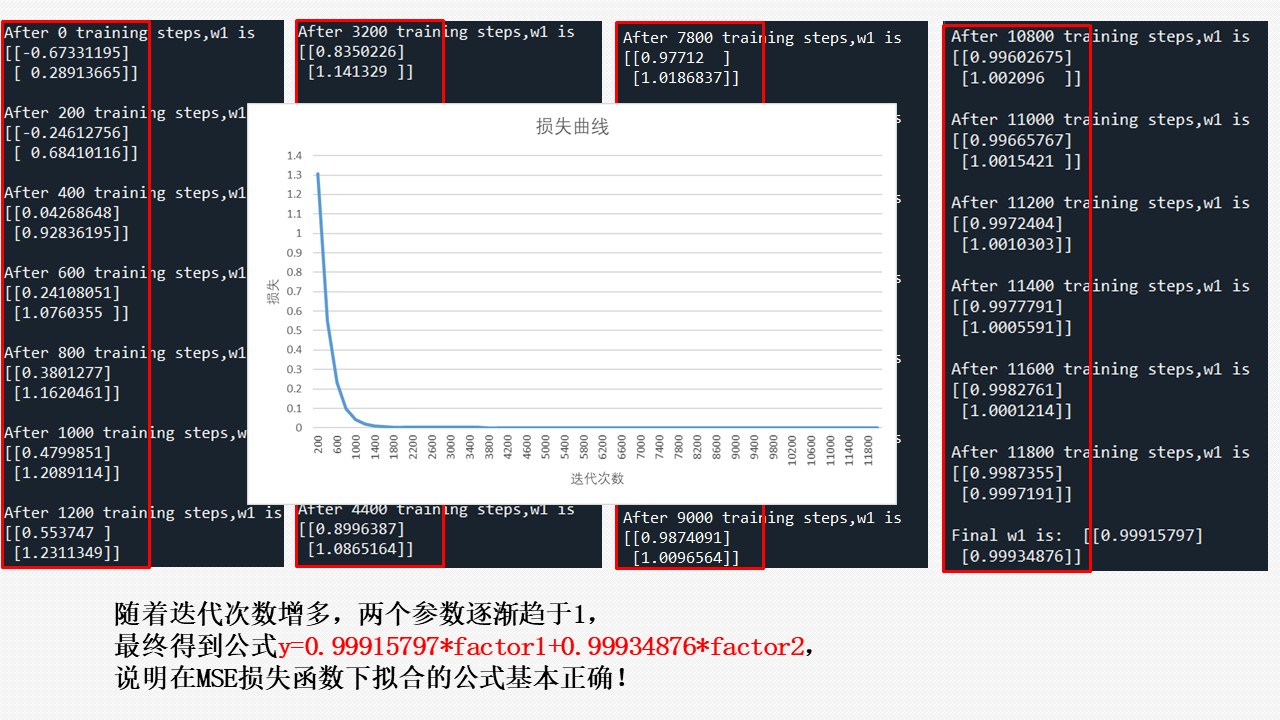 After 0 training steps,w1 is
[[-0.67331195]
[ 0.28913665]]
After 200 training steps,w1
[[-0.24612756]
[ 0.68410116]]
After 400 training steps,w1
[[0.04268648]
[0.92836195]]
After 600 training steps,w1
[[0.24108051]
[1.0760355 ]]
After 800 training steps,w1
[[0.3801277]
[1.1620461]]
After 1000 training steps,w
[[0.4799851]
[1.2089114]]
After 1200 training steps,w1 is
[[0.553747 ]
[1.2311349]]
After 3200 training steps,w1 is
[[0.8350226]
[1.141329 ]]
After 4400 training steps,w1 is
[[0.8996387]
[1.0865164]]
After 7800 training steps,w1 is
[[0.97712  ]
[1.0186837]]
s
s
s
s
s
After 9000 training steps,w1 is
[[0.9874091]
[1.0096564]]
After 10800 training steps,w1 is
[[0.99602675]
[1.002096  ]]
After 11000 training steps,w1 is
[[0.99665767]
[1.0015421 ]]
After 11200 training steps,w1 is
[[0.9972404]
[1.0010303]]
After 11400 training steps,w1 is
[[0.9977791]
[1.0005591]]
After 11600 training steps,w1 is
[[0.9982761]
[1.0001214]]
After 11800 training steps,w1 is
[[0.9987355]
[0.9997191]]
Final w1 is:  [[0.99915797]
[0.99934876]]
损失曲线
损失
1.4
1.3
1.2
1.1
1
0.9
0.8
0.7
0.6
0.5
0.4
0.3
0.2
0.1
0
200 600 1000 1400 1800 2200 2600 3000 3400 3800 4200 4600 5000 5400 5800 6200 6600 7000 7400 7800 8200 8600 9000 9400 9800 10200 10600 11000 11400 11800
迭代次数
随着迭代次数增多，两个参数逐渐趋于1，
最终得到公式y=0.99915797*factor1+0.99934876*factor2，
说明在MSE损失函数下拟合的公式基本正确！